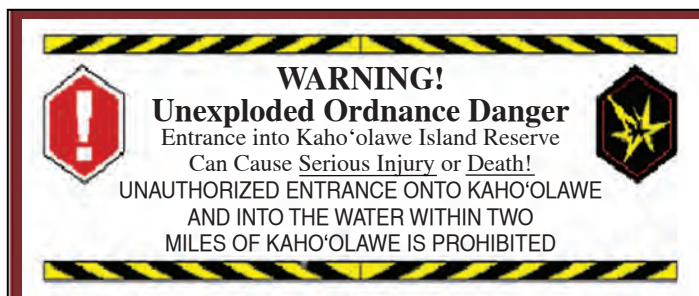 WARNING!
Unexploded Ordnance Danger
Entrance into Kahoʻolawe Island Reserve
Can Cause Serious Injury or Death!
UNAUTHORIZED ENTRANCE ONTO KAHOʻOLAWE
AND INTO THE WATER WITHIN TWO
MILES OF KAHOʻOLAWE IS PROHIBITED